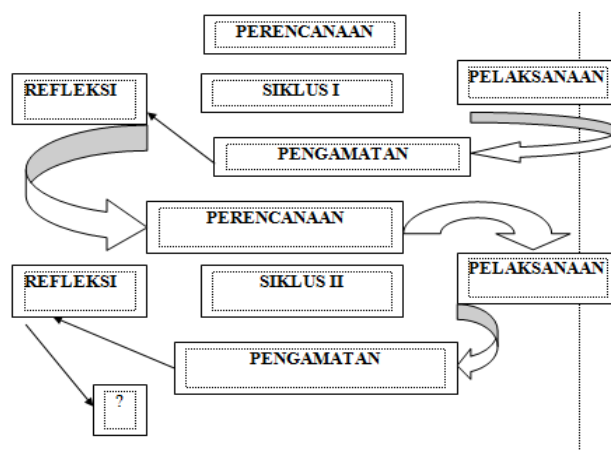 PERENCANAAN
REFLEKSI
SIKLUS I
PELAKSANAAN
PENGAMATAN
PERENCANAAN
REFLEKSI
SIKLUS II
PELAKSANAAN
PENGAMATAN
?